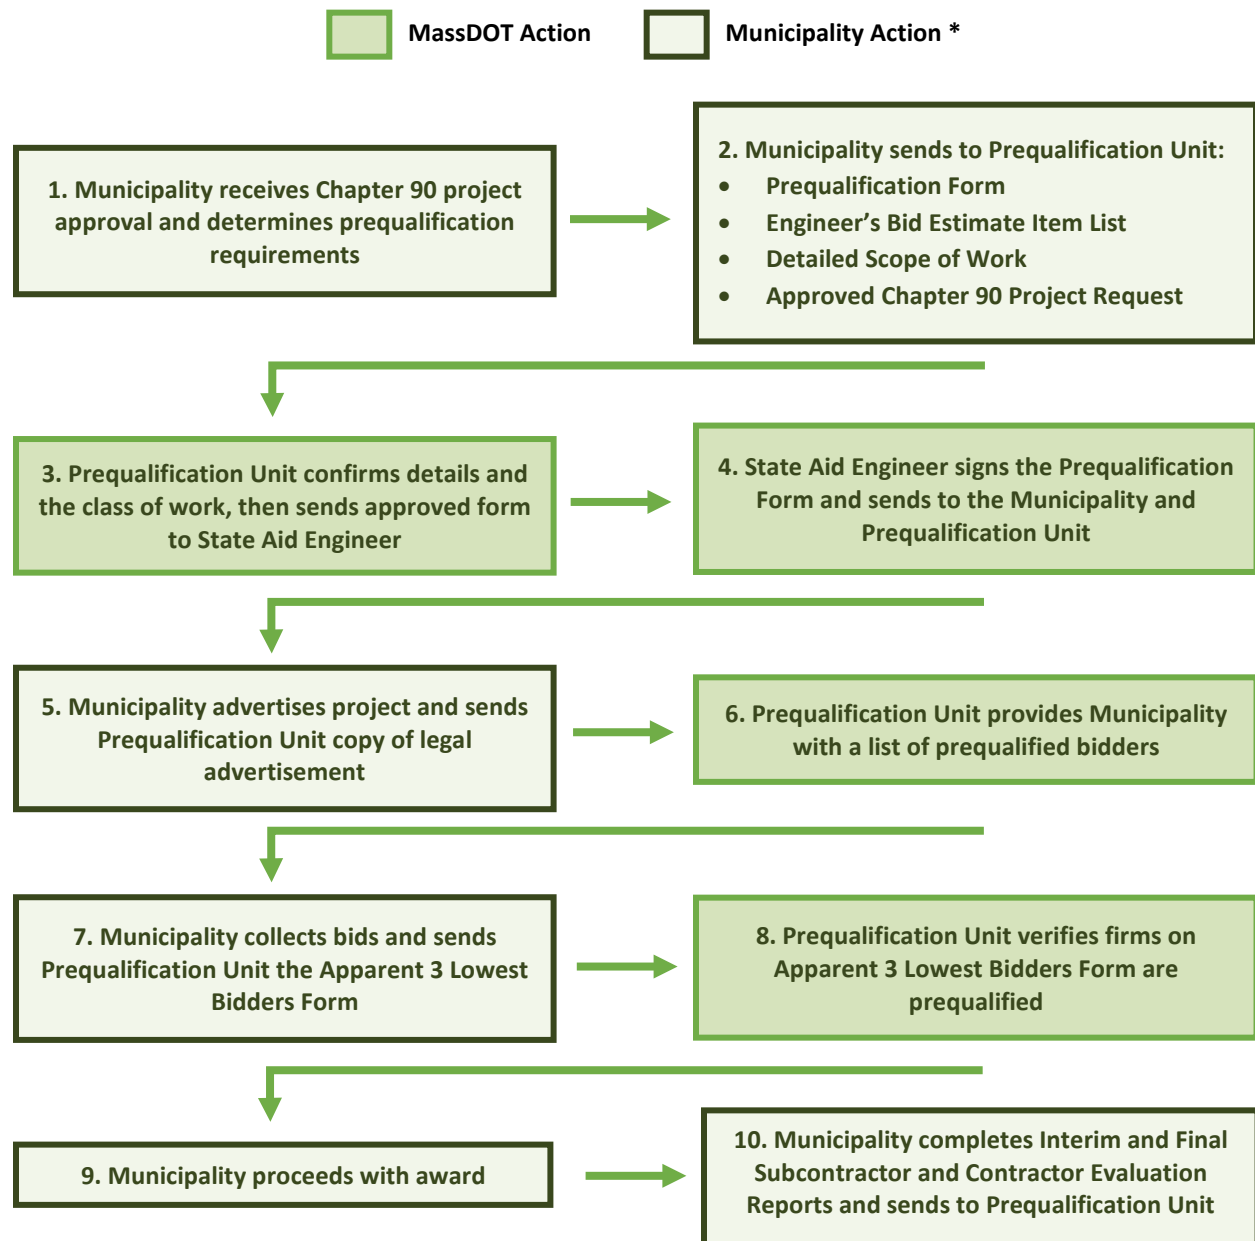 MassDOT Action
Municipality Action *
1. Municipality receives Chapter 90 project
approval and determines prequalification
requirements
2. Municipality sends to Prequalification Unit:
• Prequalification Form
• Engineer’s Bid Estimate Item List
• Detailed Scope of Work
• Approved Chapter 90 Project Request
3. Prequalification Unit confirms details and
the class of work, then sends approved form
to State Aid Engineer
4. State Aid Engineer signs the Prequalification
Form and sends to the Municipality and
Prequalification Unit
5. Municipality advertises project and sends
Prequalification Unit copy of legal
advertisement
6. Prequalification Unit provides Municipality
with a list of prequalified bidders
7. Municipality collects bids and sends
Prequalification Unit the Apparent 3 Lowest
Bidders Form
8. Prequalification Unit verifies firms on
Apparent 3 Lowest Bidders Form are
prequalified
9. Municipality proceeds with award
10. Municipality completes Interim and Final
Subcontractor and Contractor Evaluation
Reports and sends to Prequalification Unit